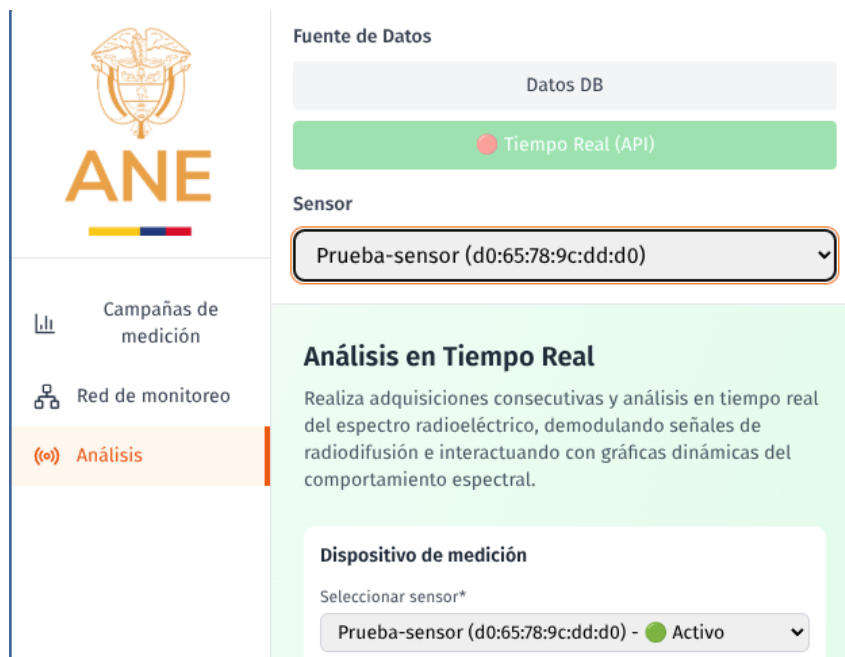 ANE
Campañas de
medición
Red de monitoreo
Análisis
Fuente de Datos
Datos DB
Tiempo Real (API)
Sensor
Prueba-sensor (d0:65:78:9c:dd:d0)
Análisis en Tiempo Real
Realiza adquisiciones consecutivas y análisis en tiempo real
del espectro radioeléctrico, demodulando señales de
radiodifusión e interactuando con gráficas dinámicas del
comportamiento espectral.
Dispositivo de medición
Seleccionar sensor*
Prueba-sensor (d0:65:78:9c:dd:d0) - 🟢 Activo